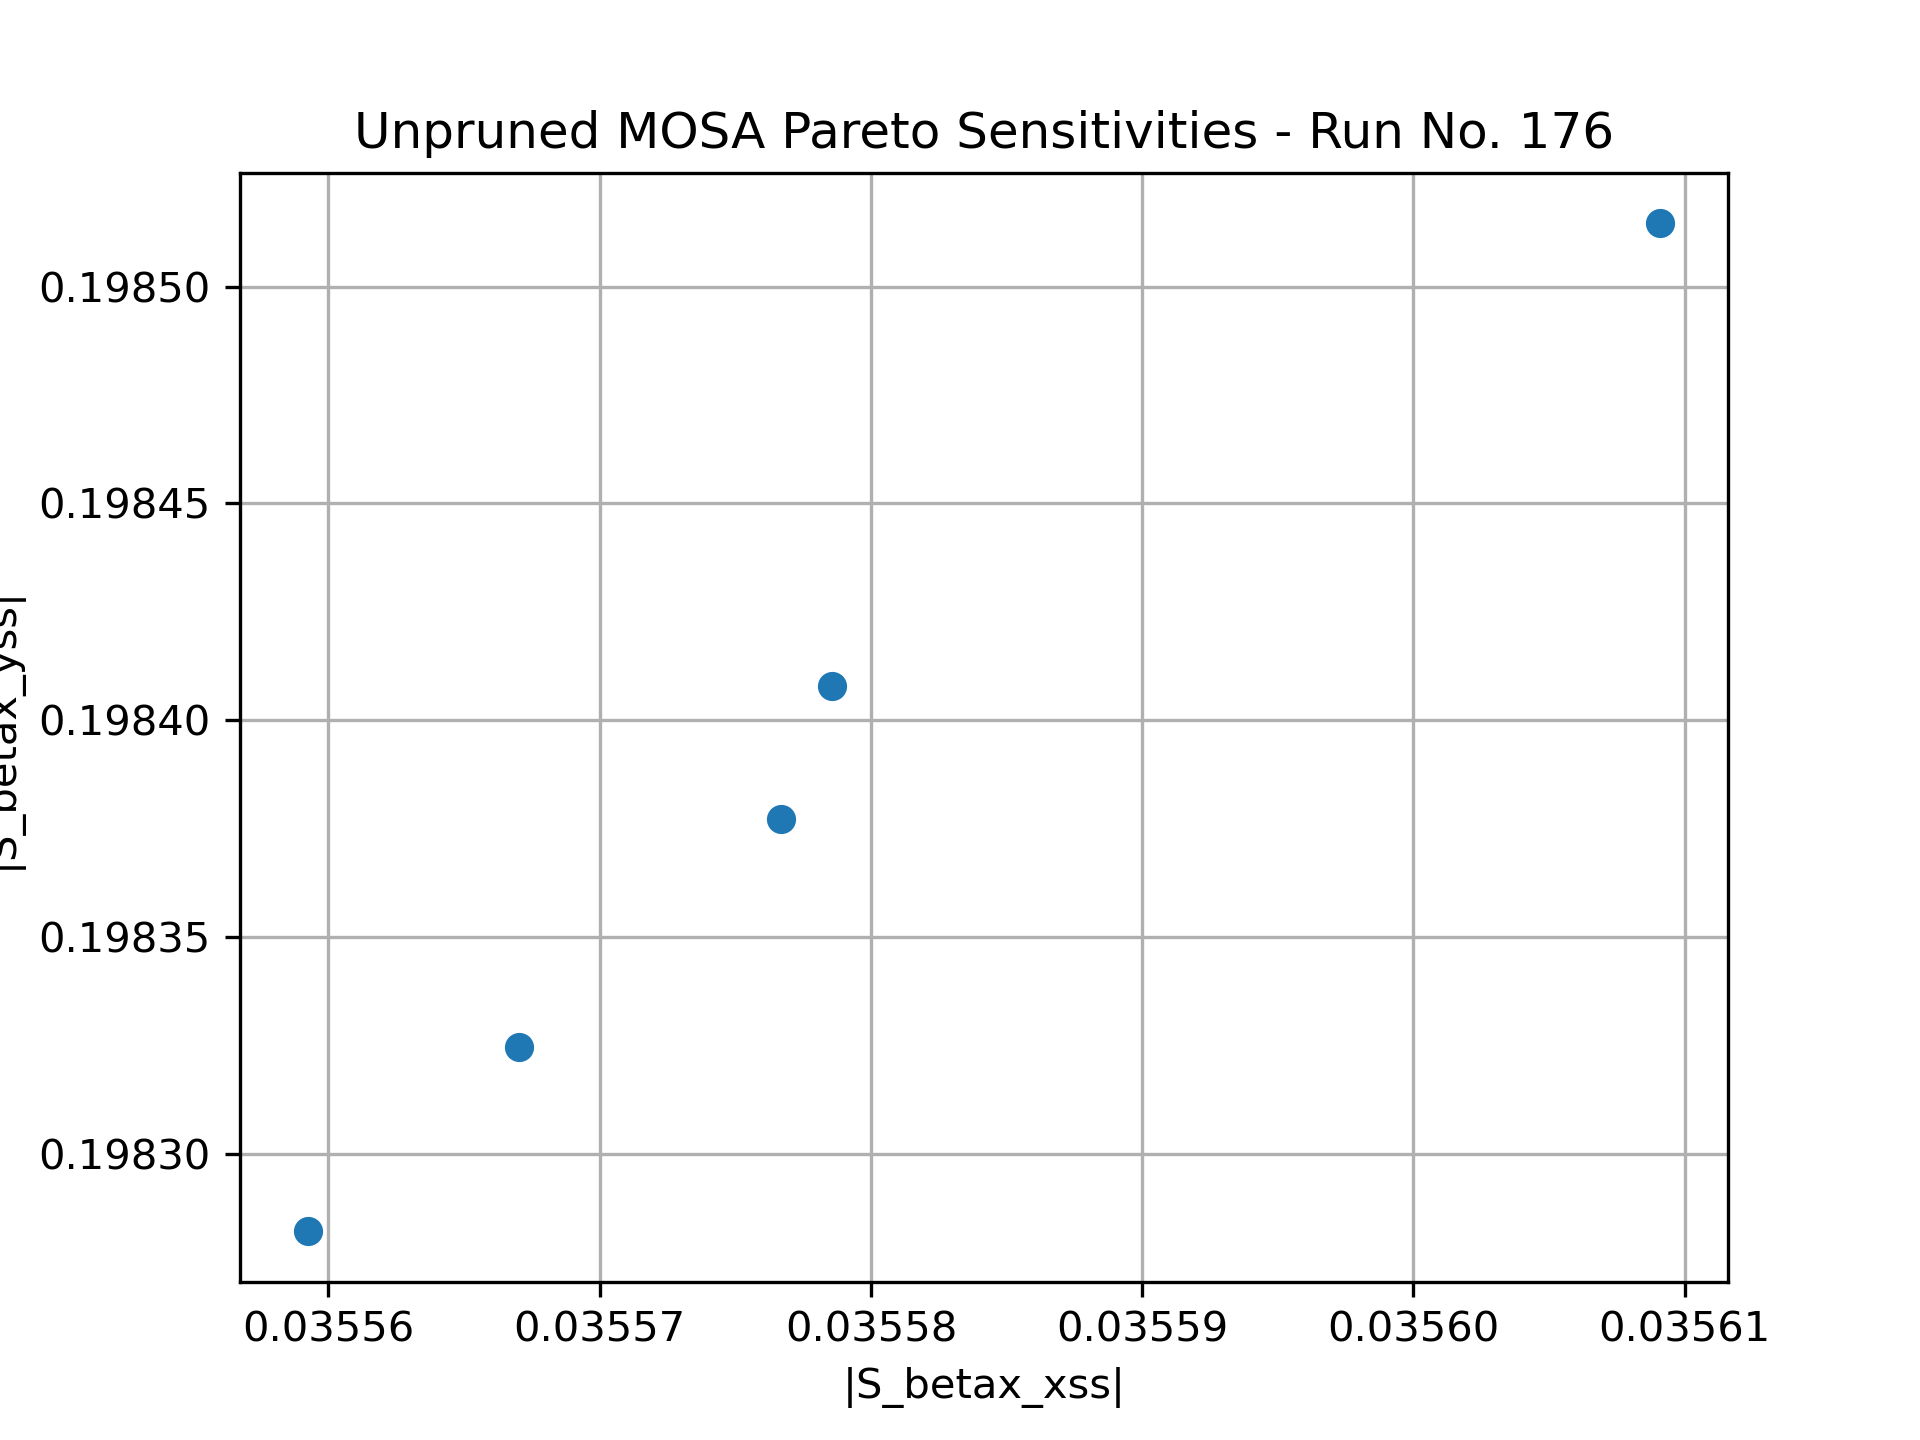 Unpruned MOSA Pareto Sensitivities - Run No. 176
0.19850
0.19845
0.19840
0.19835
0.19830
|S_betax_yss|
0.03556 0.03557 0.03558 0.03559 0.03560 0.03561
|S_betax_xss|